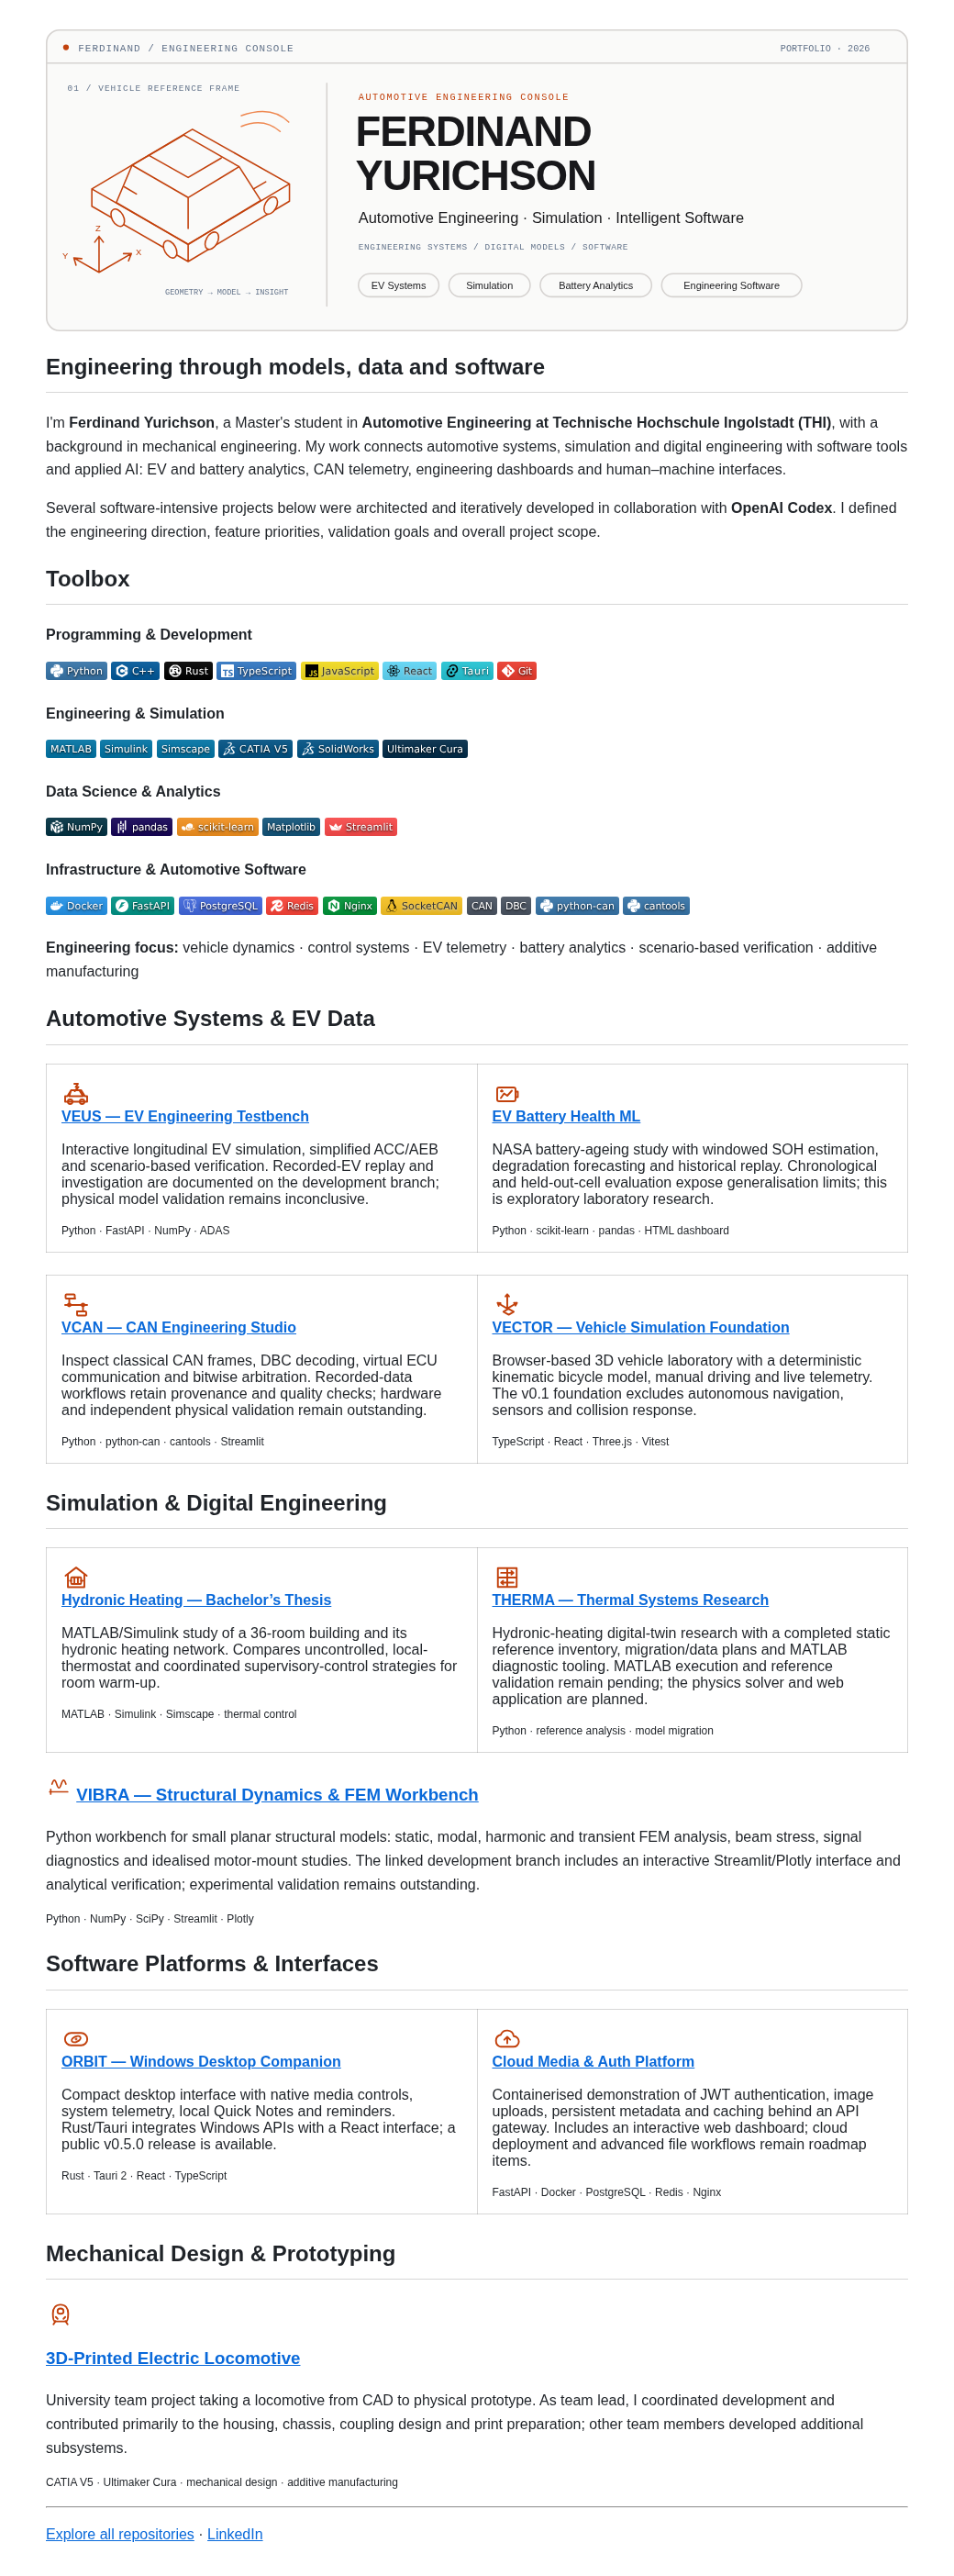 FERDINAND / ENGINEERING CONSOLE
PORTFOLIO · 2026
01 / VEHICLE REFERENCE FRAME
Z
Y
X
GEOMETRY → MODEL → INSIGHT
AUTOMOTIVE ENGINEERING CONSOLE
FERDINAND
YURICHSON
Automotive Engineering · Simulation · Intelligent Software
ENGINEERING SYSTEMS / DIGITAL MODELS / SOFTWARE
EV Systems
Simulation
Battery Analytics
Engineering Software
Engineering through models, data and software
I'm Ferdinand Yurichson, a Master's student in Automotive Engineering at Technische Hochschule Ingolstadt (THI), with a
background in mechanical engineering. My work connects automotive systems, simulation and digital engineering with software tools
and applied AI: EV and battery analytics, CAN telemetry, engineering dashboards and human–machine interfaces.
Several software-intensive projects below were architected and iteratively developed in collaboration with OpenAI Codex. I defined
the engineering direction, feature priorities, validation goals and overall project scope.
Toolbox
Programming & Development
Python C++ Rust TS TypeScript JS JavaScript React Tauri Git
Engineering & Simulation
MATLAB Simulink Simscape CATIA V5 SolidWorks Ultimaker Cura
Data Science & Analytics
NumPy pandas scikit-learn Matplotlib Streamlit
Infrastructure & Automotive Software
Docker FastAPI PostgreSQL Redis Nginx SocketCAN CAN DBC python-can cantools
Engineering focus: vehicle dynamics · control systems · EV telemetry · battery analytics · scenario-based verification · additive
manufacturing
Automotive Systems & EV Data
VEUS — EV Engineering Testbench
Interactive longitudinal EV simulation, simplified ACC/AEB
and scenario-based verification. Recorded-EV replay and
investigation are documented on the development branch;
physical model validation remains inconclusive.
Python · FastAPI · NumPy · ADAS
EV Battery Health ML
NASA battery-ageing study with windowed SOH estimation,
degradation forecasting and historical replay. Chronological
and held-out-cell evaluation expose generalisation limits; this
is exploratory laboratory research.
Python · scikit-learn · pandas · HTML dashboard
VCAN — CAN Engineering Studio
Inspect classical CAN frames, DBC decoding, virtual ECU
communication and bitwise arbitration. Recorded-data
workflows retain provenance and quality checks; hardware
and independent physical validation remain outstanding.
Python · python-can · cantools · Streamlit
VECTOR — Vehicle Simulation Foundation
Browser-based 3D vehicle laboratory with a deterministic
kinematic bicycle model, manual driving and live telemetry.
The v0.1 foundation excludes autonomous navigation,
sensors and collision response.
TypeScript · React · Three.js · Vitest
Simulation & Digital Engineering
Hydronic Heating — Bachelor’s Thesis
MATLAB/Simulink study of a 36-room building and its
hydronic heating network. Compares uncontrolled, local-
thermostat and coordinated supervisory-control strategies for
room warm-up.
MATLAB · Simulink · Simscape · thermal control
THERMA — Thermal Systems Research
Hydronic-heating digital-twin research with a completed static
reference inventory, migration/data plans and MATLAB
diagnostic tooling. MATLAB execution and reference
validation remain pending; the physics solver and web
application are planned.
Python · reference analysis · model migration
VIBRA — Structural Dynamics & FEM Workbench
Python workbench for small planar structural models: static, modal, harmonic and transient FEM analysis, beam stress, signal
diagnostics and idealised motor-mount studies. The linked development branch includes an interactive Streamlit/Plotly interface and
analytical verification; experimental validation remains outstanding.
Python · NumPy · SciPy · Streamlit · Plotly
Software Platforms & Interfaces
ORBIT — Windows Desktop Companion
Compact desktop interface with native media controls,
system telemetry, local Quick Notes and reminders.
Rust/Tauri integrates Windows APIs with a React interface; a
public v0.5.0 release is available.
Rust · Tauri 2 · React · TypeScript
Cloud Media & Auth Platform
Containerised demonstration of JWT authentication, image
uploads, persistent metadata and caching behind an API
gateway. Includes an interactive web dashboard; cloud
deployment and advanced file workflows remain roadmap
items.
FastAPI · Docker · PostgreSQL · Redis · Nginx
Mechanical Design & Prototyping
3D-Printed Electric Locomotive
University team project taking a locomotive from CAD to physical prototype. As team lead, I coordinated development and
contributed primarily to the housing, chassis, coupling design and print preparation; other team members developed additional
subsystems.
CATIA V5 · Ultimaker Cura · mechanical design · additive manufacturing
Explore all repositories · LinkedIn